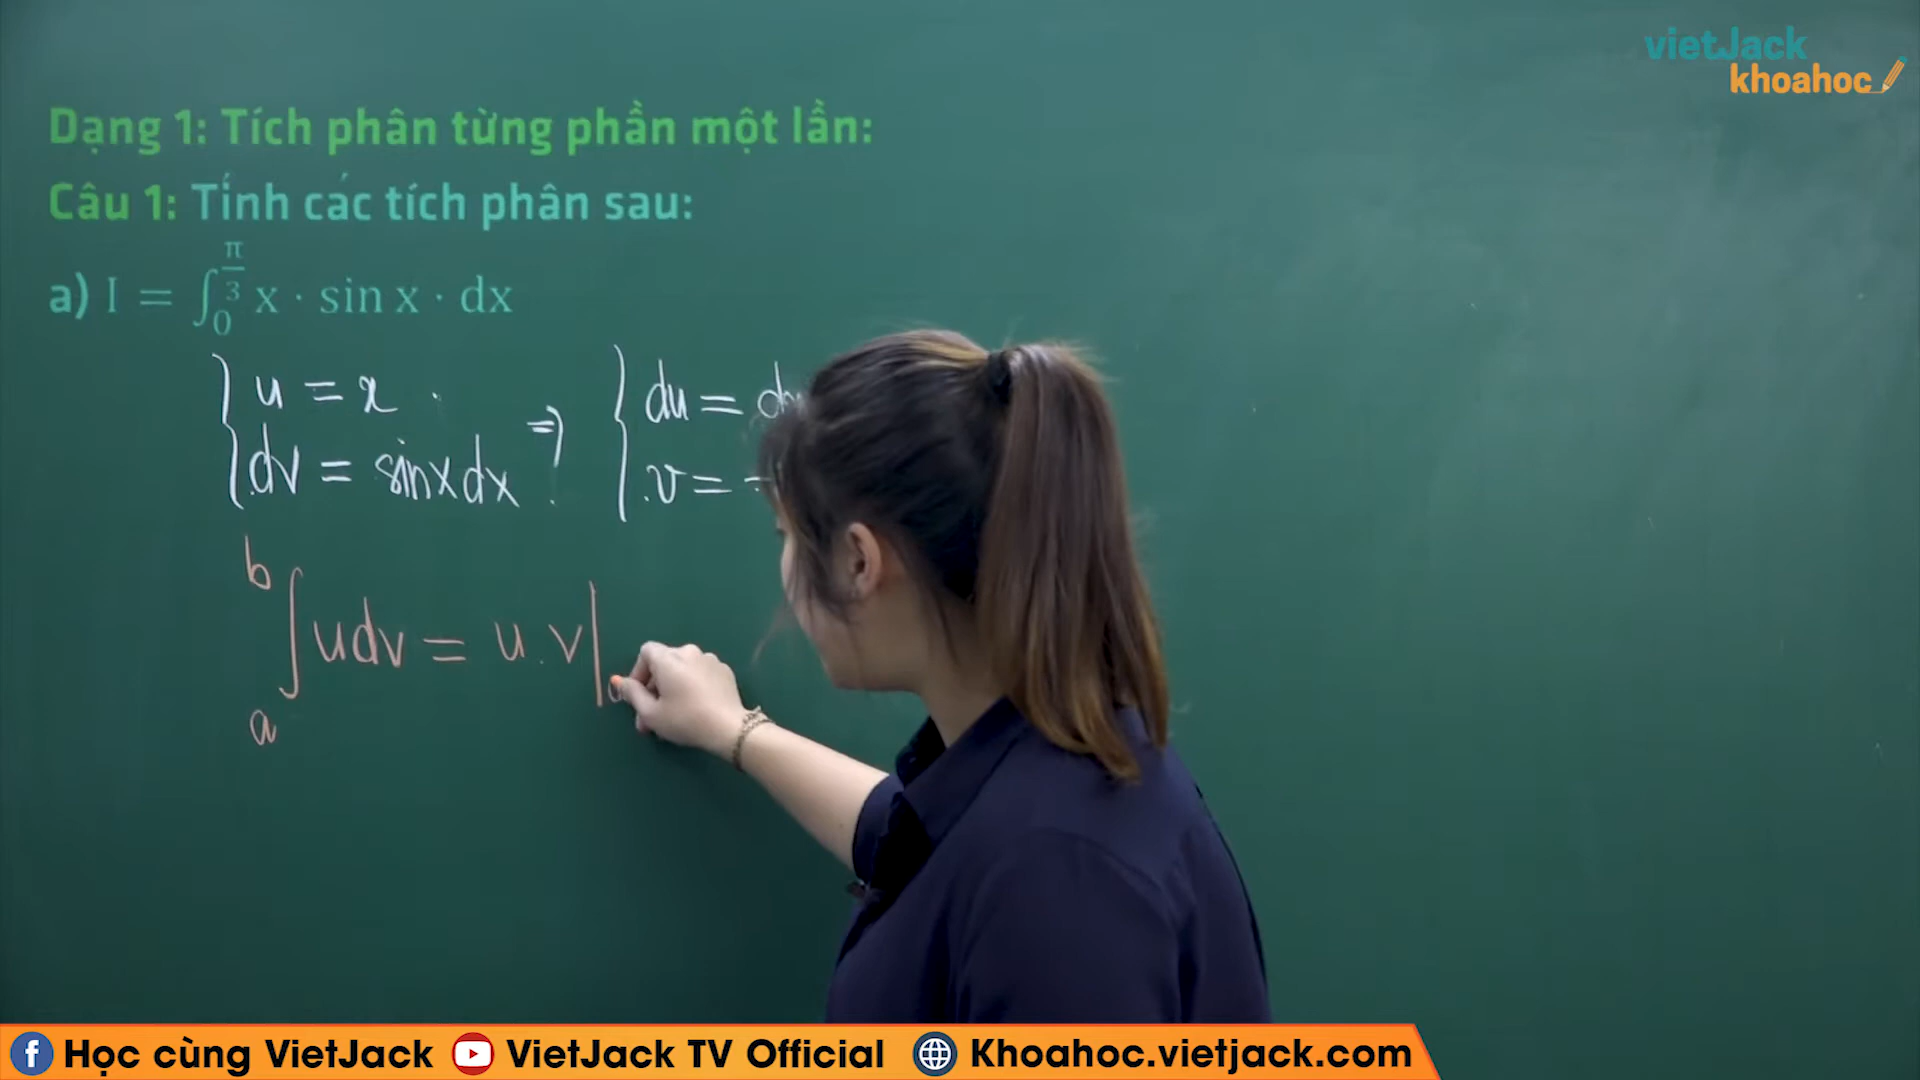 vietJack
khoahoc
Dạng 1: Tích phân từng phần một lần:
Câu 1: Tính các tích phân sau:
a) I = ∫₀^(π/3) x · sin x · dx
{ u = x
dv = sinx dx ⇒ { du = dx
v = -
b
∫ udv = u.v|
a
Học cùng VietJack VietJack TV Official Khoahoc.vietjack.com